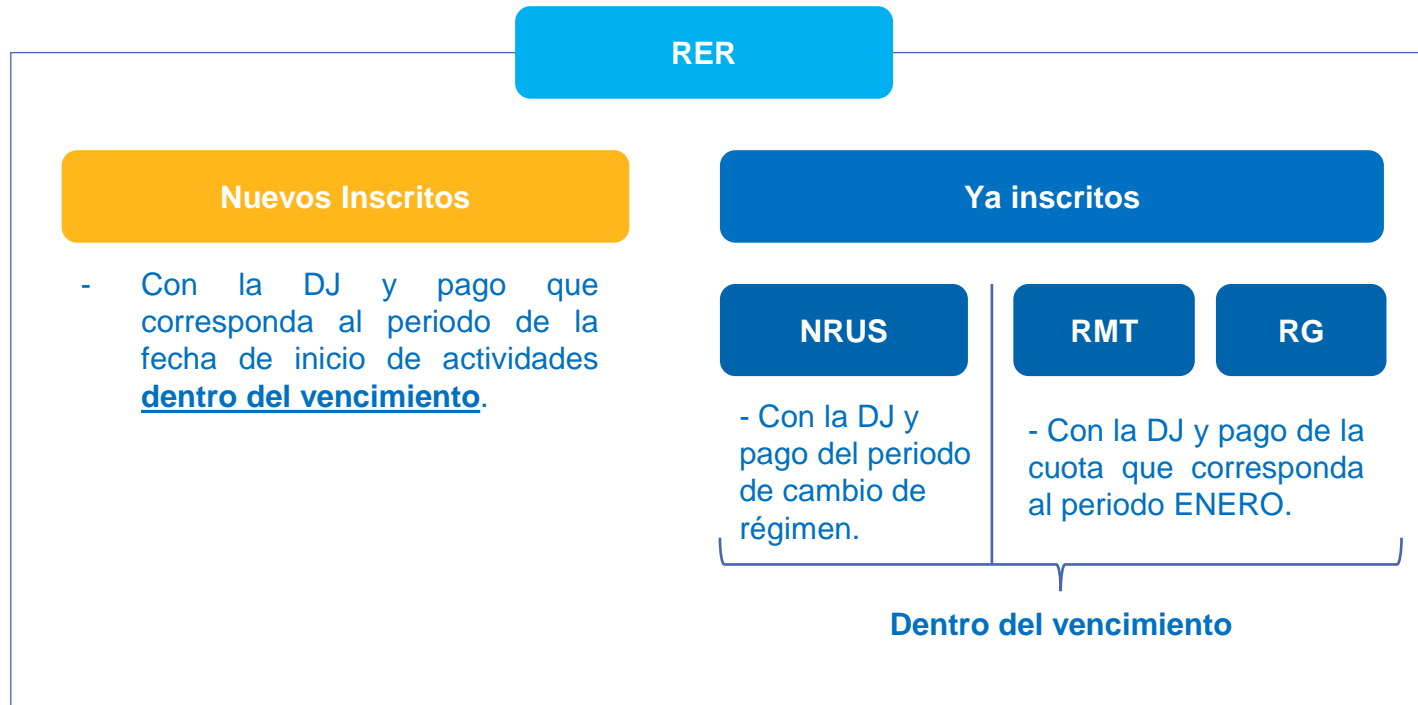 RER
Nuevos Inscritos
- Con la DJ y pago que
corresponda al periodo de la
fecha de inicio de actividades
dentro del vencimiento.
Ya inscritos
NRUS
- Con la DJ y
pago del periodo
de cambio de
régimen.
RMT
RG
- Con la DJ y pago de la
cuota que corresponda
al periodo ENERO.
Dentro del vencimiento